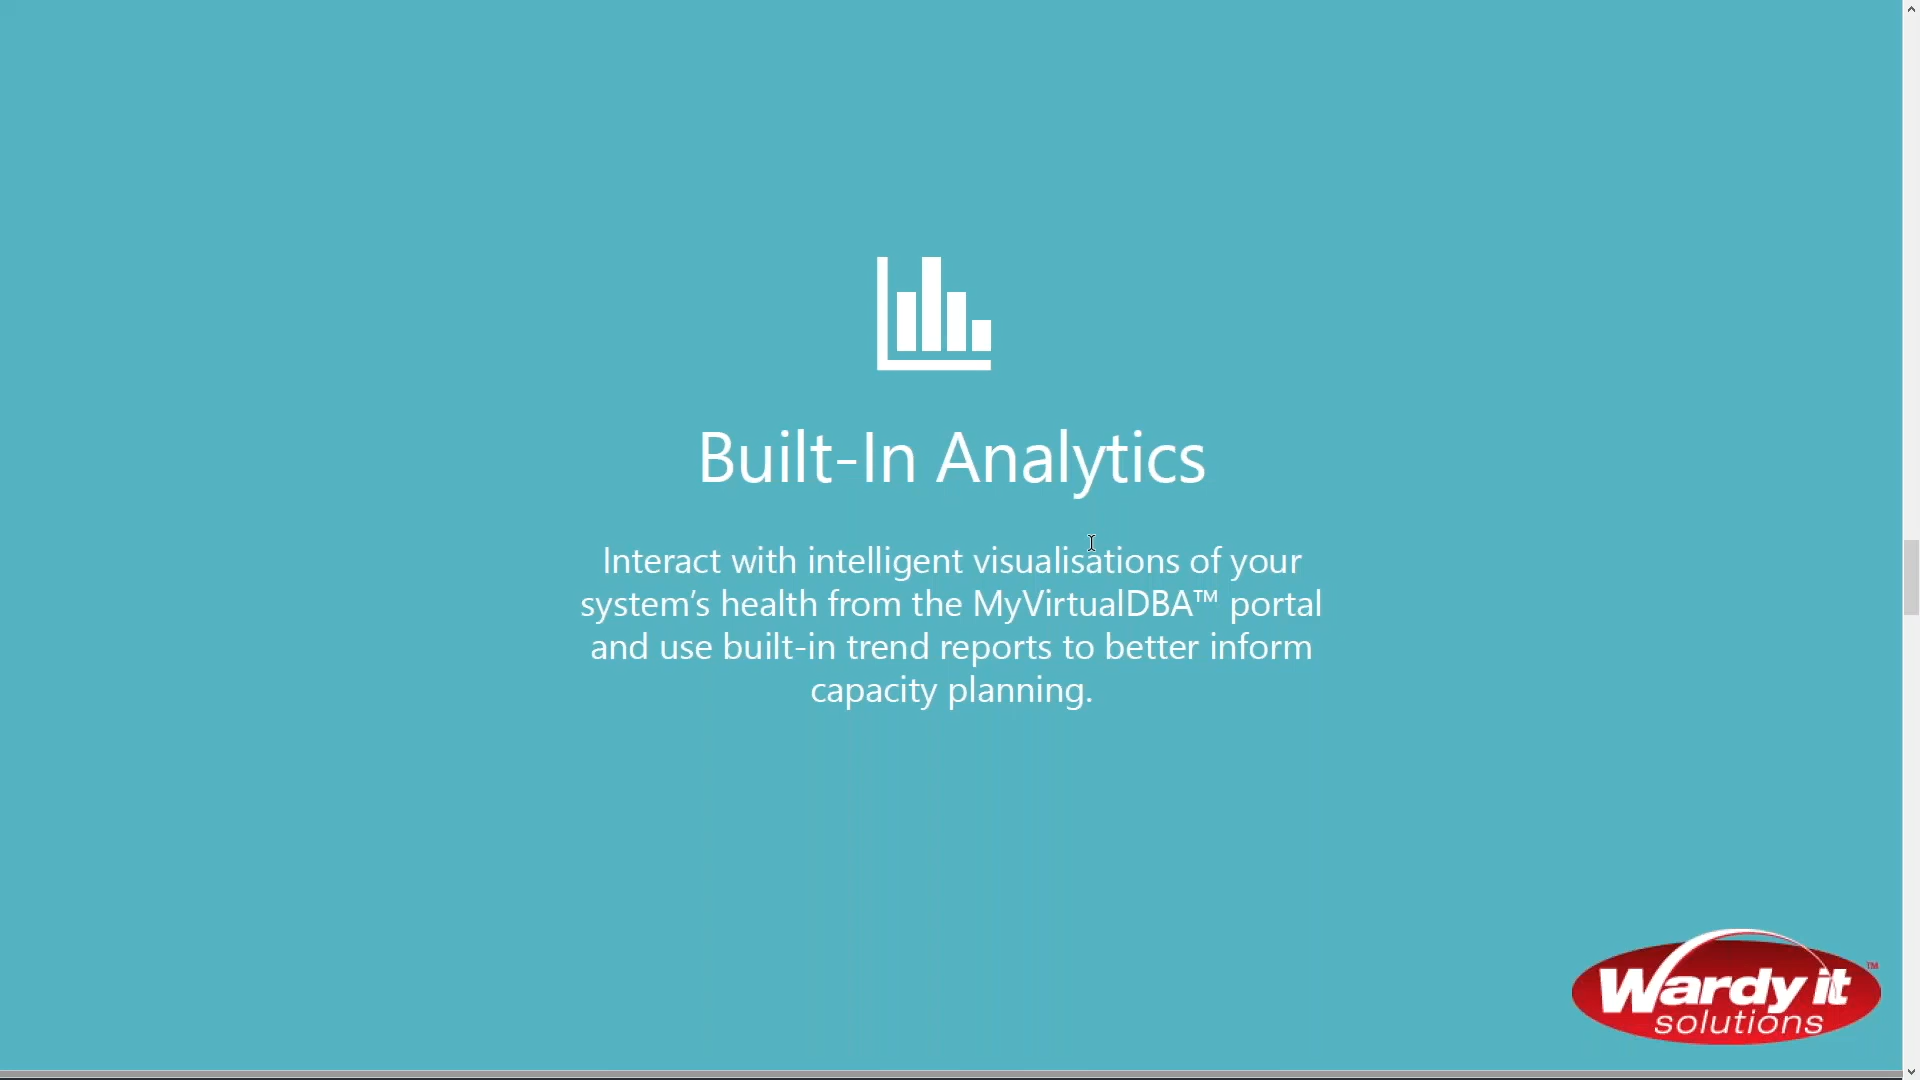 Built-In Analytics
Interact with intelligent visualisations of your
system’s health from the MyVirtualDBA™ portal
and use built-in trend reports to better inform
capacity planning.
Wardy it™
solutions